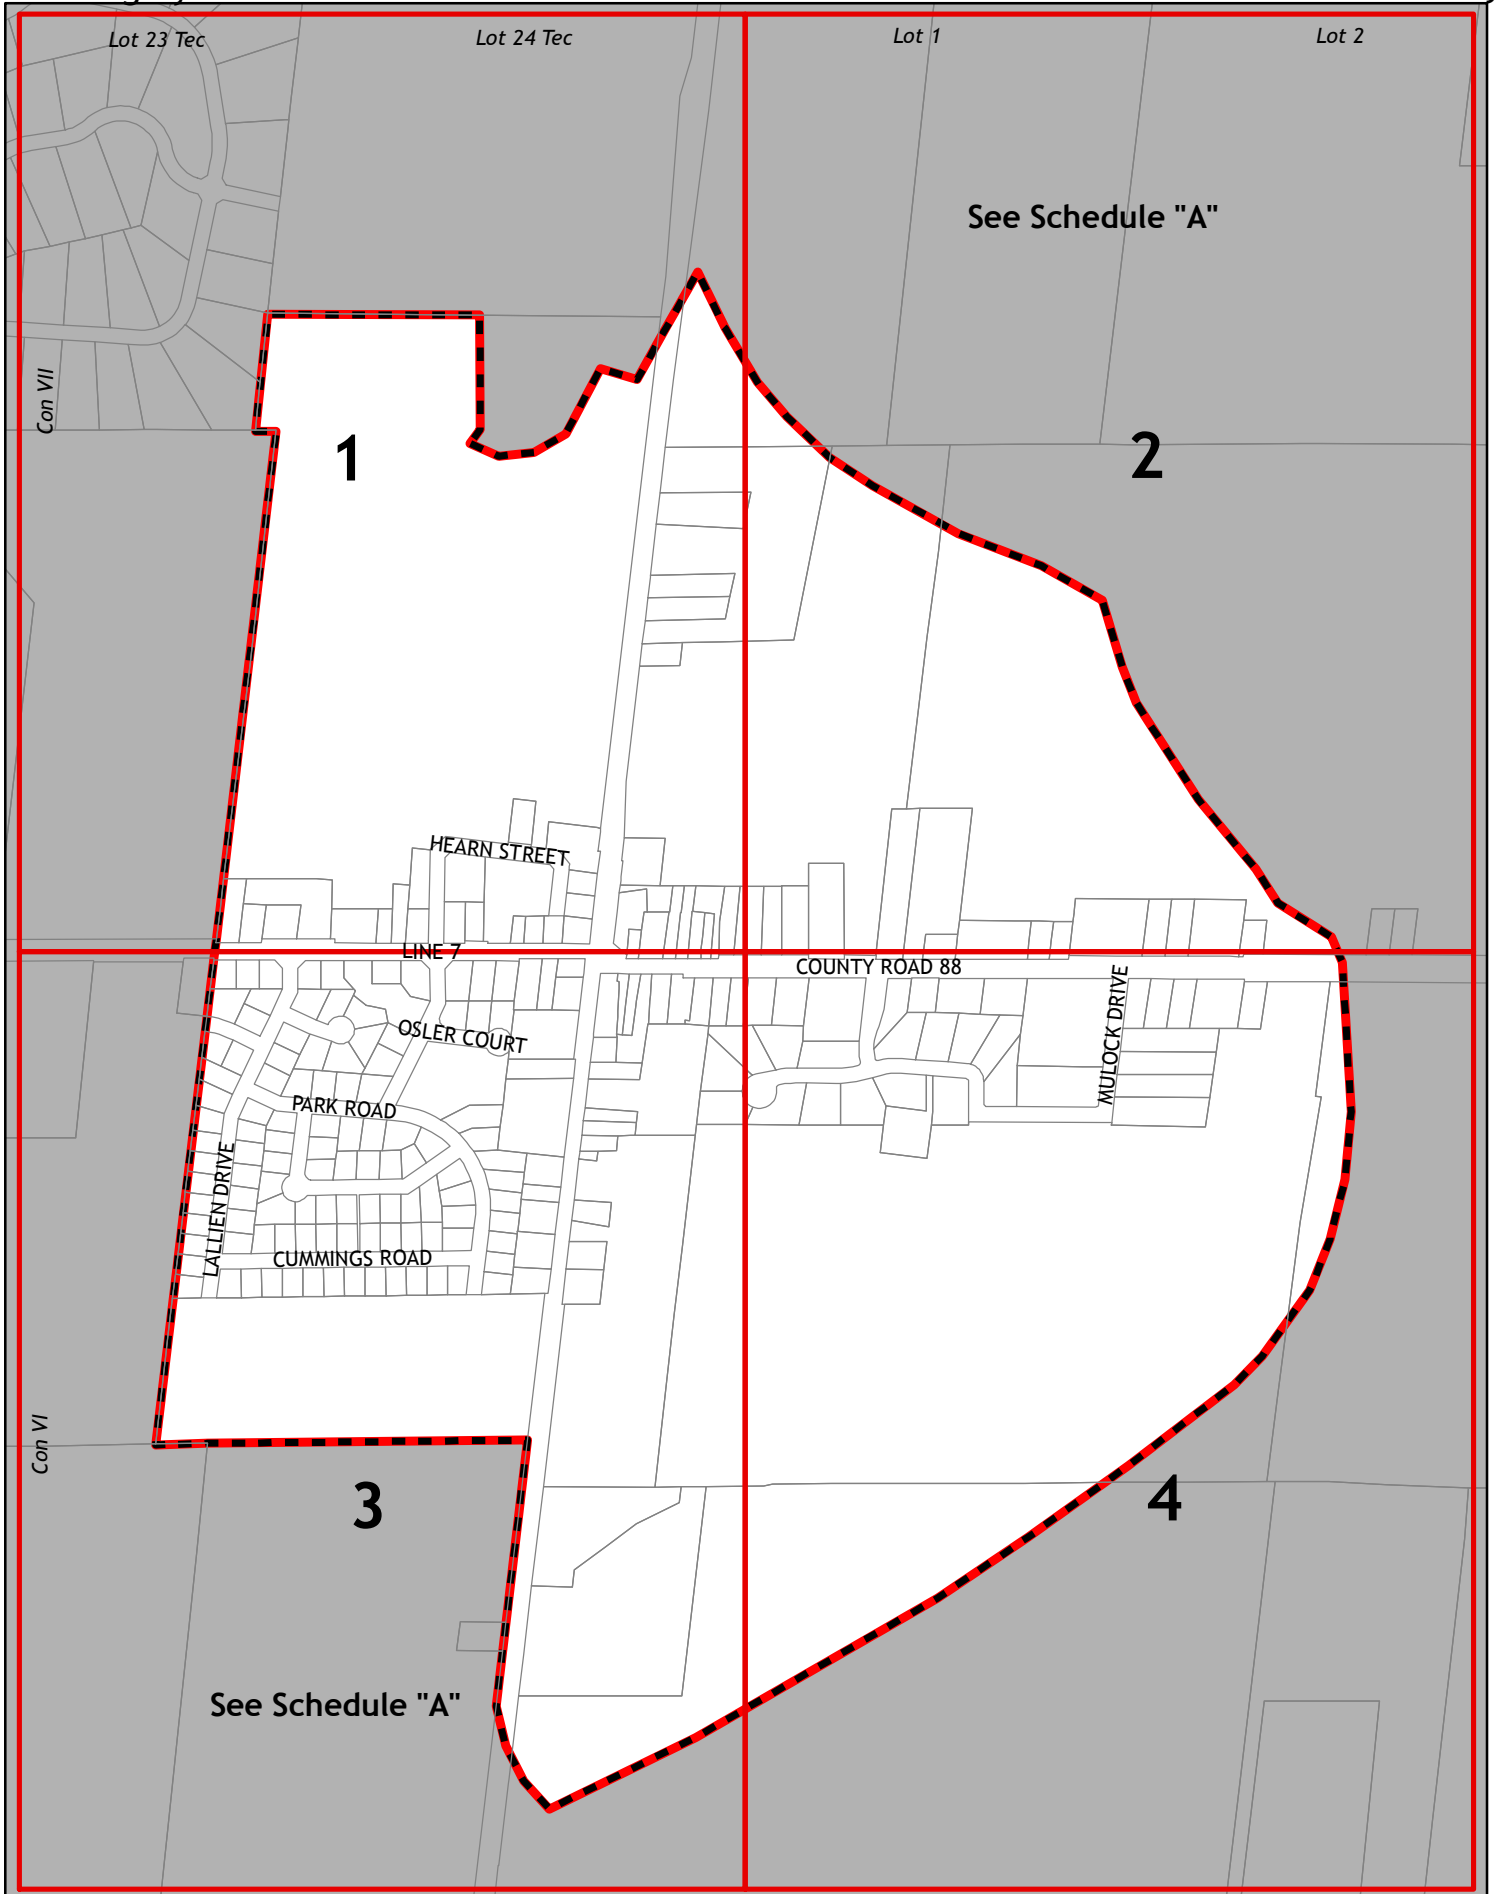 Lot 23 Tec
Lot 24 Tec
Lot 1
Lot 2
See Schedule "A"
Con VII
1
2
HEARN STREET
LINE 7
COUNTY ROAD 88
OSLER COURT
MULOCK DRIVE
PARK ROAD
LALLIEN DRIVE
CUMMINGS ROAD
Con VI
3
4
See Schedule "A"